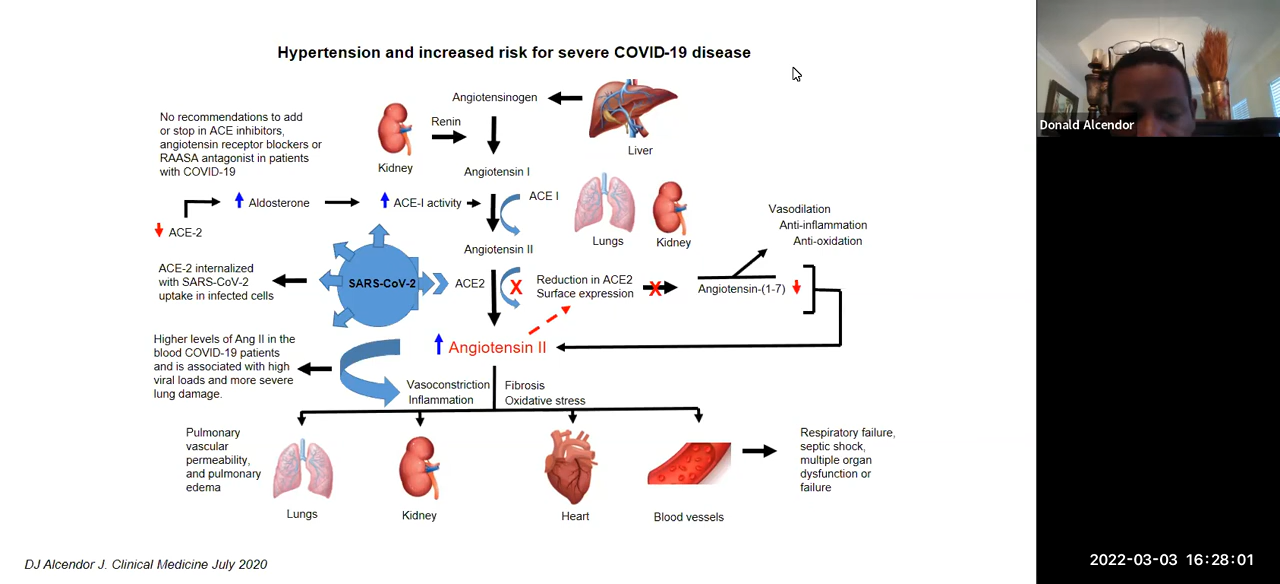 Hypertension and increased risk for severe COVID-19 disease
Donald Alcendor
Angiotensinogen
Liver
No recommendations to add
or stop in ACE inhibitors,
angiotensin receptor blockers or
RAASA antagonist in patients
with COVID-19
Renin
Kidney
Angiotensin I
Aldosterone
ACE-I activity
ACE I
Lungs
Kidney
ACE-2
Vasodilation
Anti-inflammation
Anti-oxidation
Angiotensin II
ACE-2 internalized
with SARS-CoV-2
uptake in infected cells
SARS-CoV-2
ACE2
X
Reduction in ACE2
Surface expression
X
Angiotensin-(1-7)
Angiotensin II
Higher levels of Ang II in the
blood COVID-19 patients
and is associated with high
viral loads and more severe
lung damage.
Vasoconstriction
Inflammation
Fibrosis
Oxidative stress
Pulmonary
vascular
permeability,
and pulmonary
edema
Lungs
Kidney
Heart
Blood vessels
Respiratory failure,
septic shock,
multiple organ
dysfunction or
failure
DJ Alcendor J. Clinical Medicine July 2020
2022-03-03 16:28:01